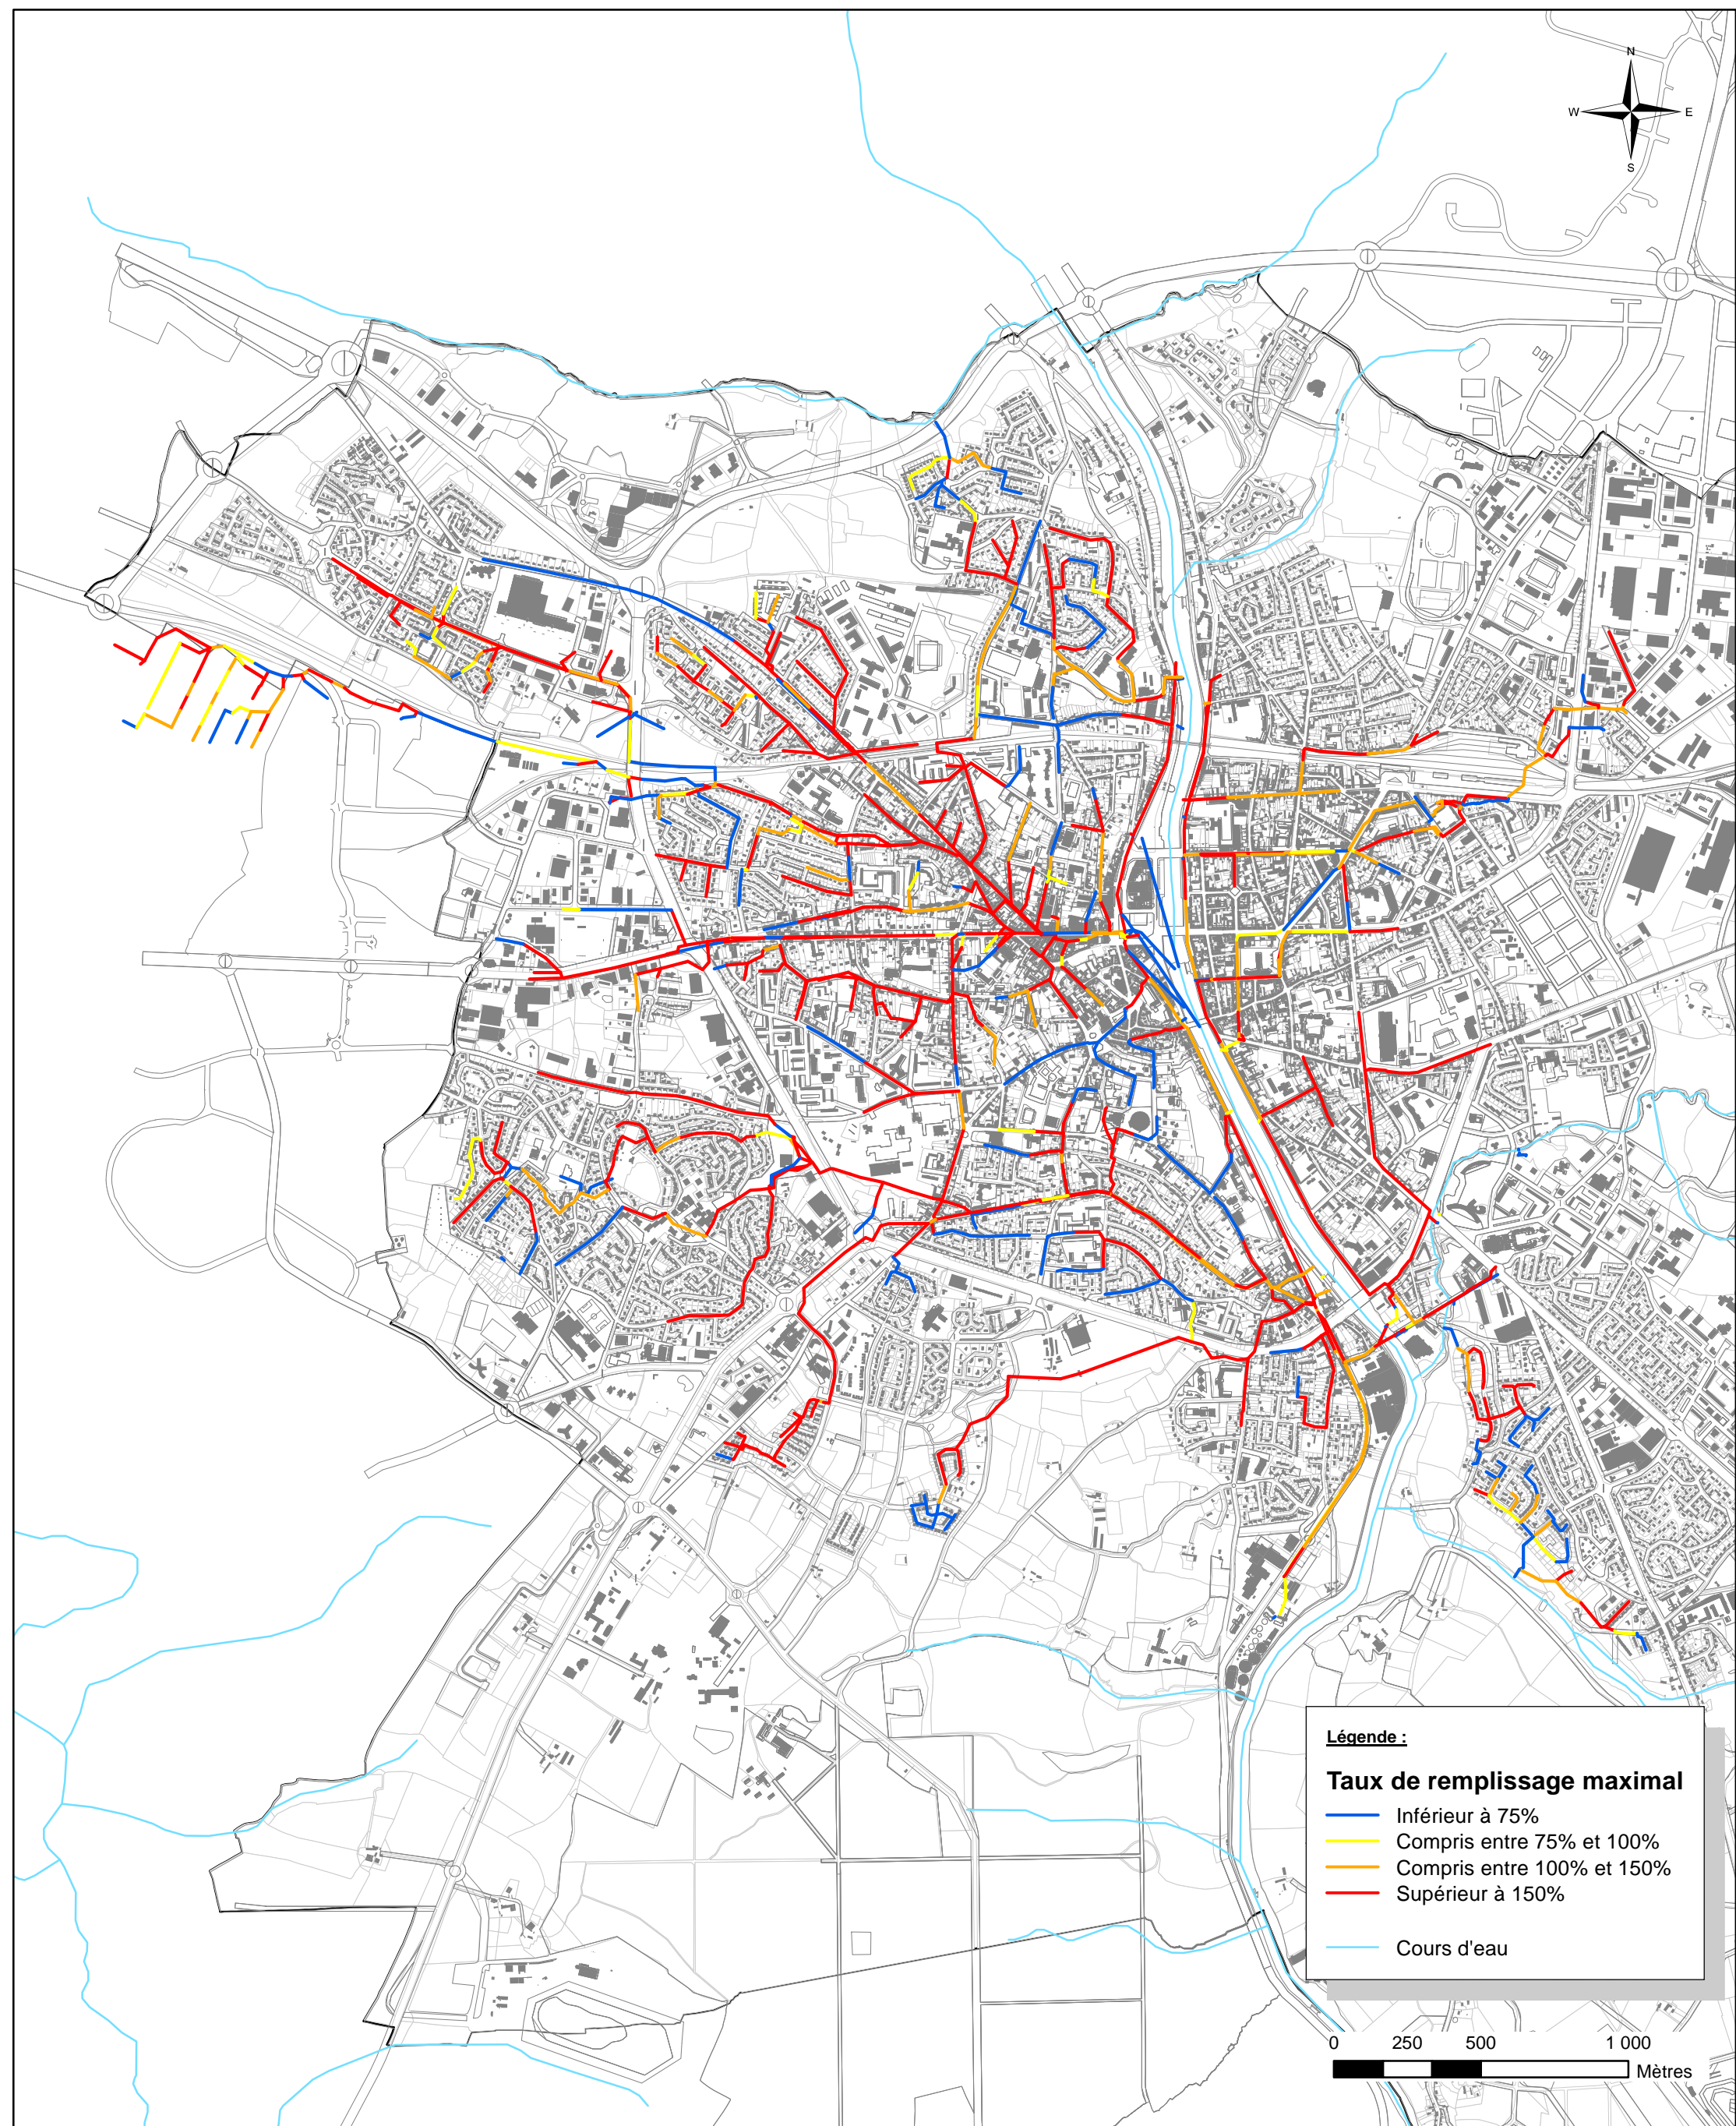 N
W E
S
Légende :
Taux de remplissage maximal
Inférieur à 75%
Compris entre 75% et 100%
Compris entre 100% et 150%
Supérieur à 150%
Cours d'eau
0 250 500 1 000
Mètres